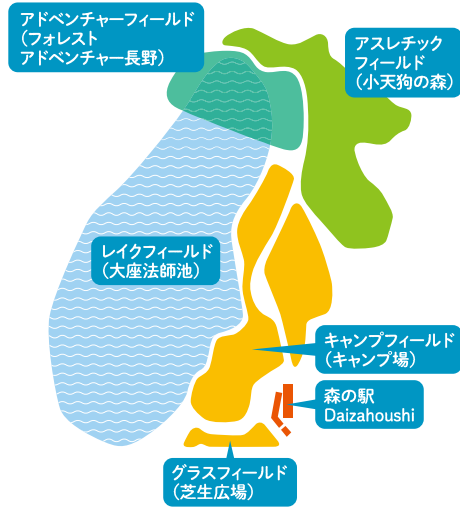 アドベンチャーフィールド
（フォレスト
アドベンチャー長野）
アスレチック
フィールド
（小天狗の森）
レイクフィールド
（大座法師池）
キャンプフィールド
（キャンプ場）
森の駅
Daizahoushi
グラスフィールド
（芝生広場）